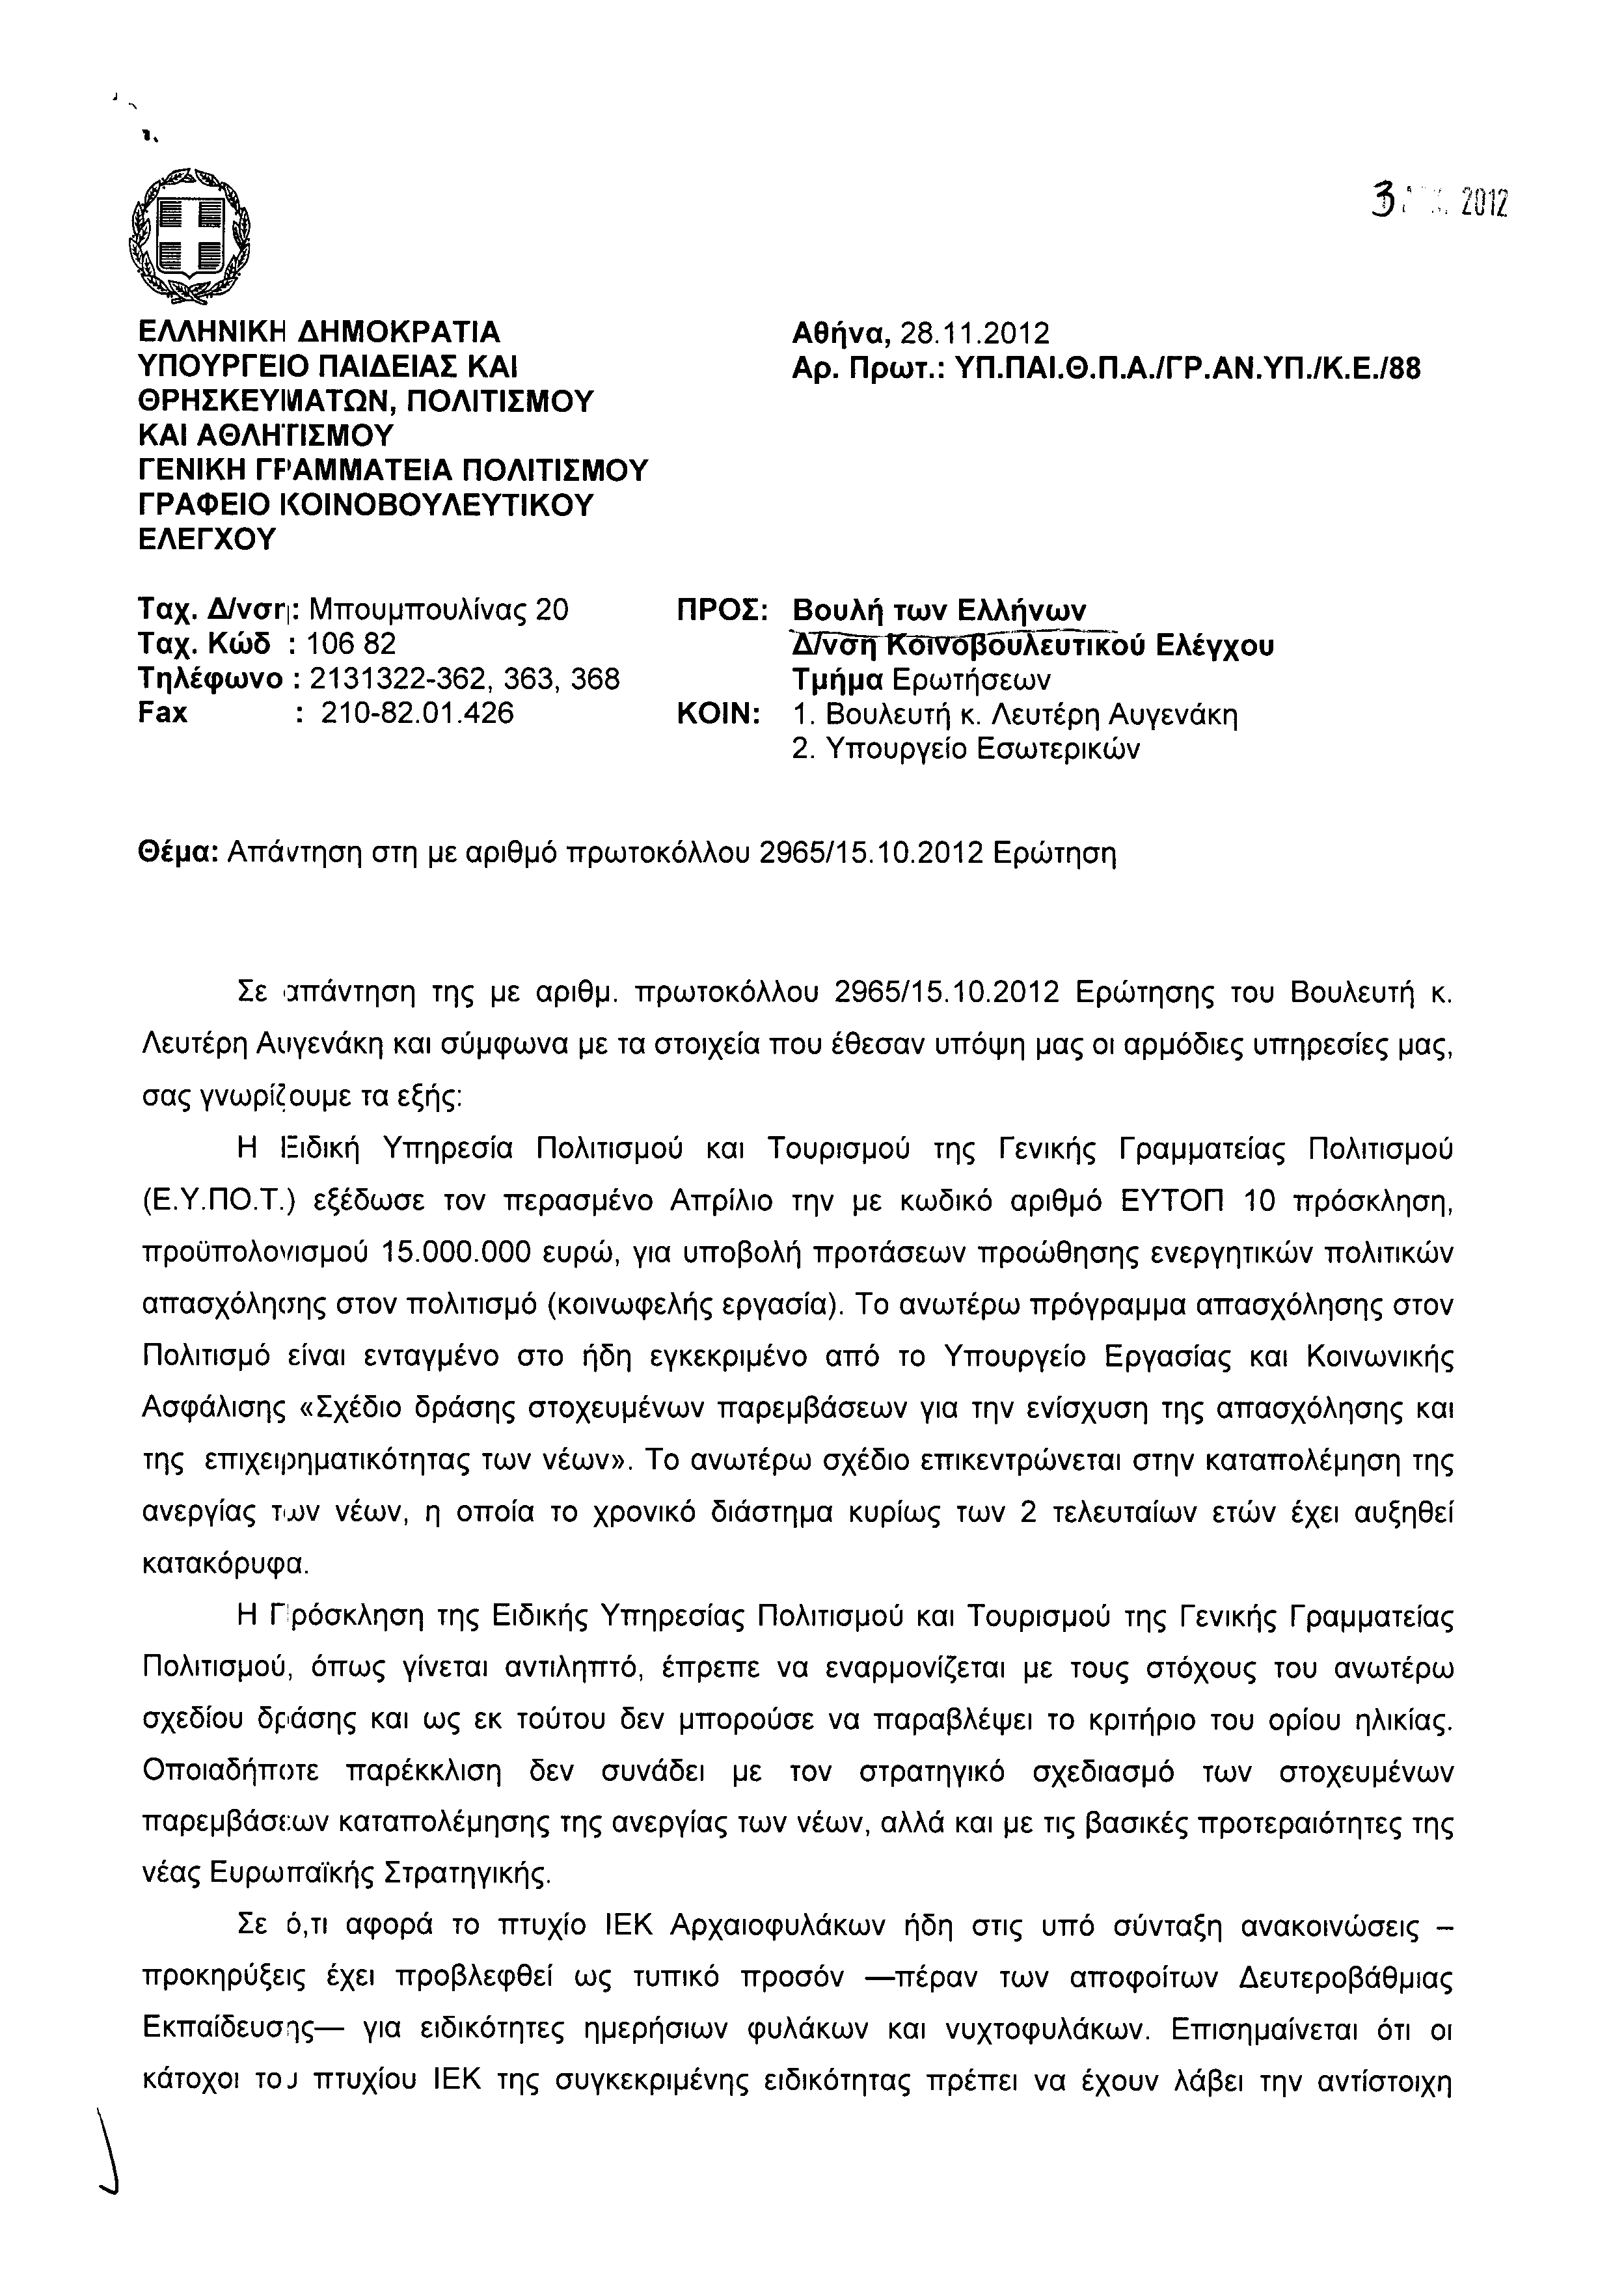 3 2012
ΕΛΛΗΝΙΚΗ ΔΗΜΟΚΡΑΤΙΑ
ΥΠΟΥΡΓΕΙΟ ΠΑΙΔΕΙΑΣ ΚΑΙ
ΘΡΗΣΚΕΥΜΑΤΩΝ, ΠΟΛΙΤΙΣΜΟΥ
ΚΑΙ ΑΘΛΗΤΙΣΜΟΥ
ΓΕΝΙΚΗ ΓΡΑΜΜΑΤΕΙΑ ΠΟΛΙΤΙΣΜΟΥ
ΓΡΑΦΕΙΟ ΚΟΙΝΟΒΟΥΛΕΥΤΙΚΟΥ
ΕΛΕΓΧΟΥ
Αθήνα, 28.11.2012
Αρ. Πρωτ.: ΥΠ.ΠΑΙ.Θ.Π.Α./ΓΡ.ΑΝ.ΥΠ./Κ.Ε./88
Ταχ. Δ/νση: Μπουμπουλίνας 20
Ταχ. Κώδ : 106 82
Τηλέφωνο : 2131322-362, 363, 368
Fax : 210-82.01.426
ΠΡΟΣ: Βουλή των Ελλήνων
Δ/νση Κοινοβουλευτικού Ελέγχου
Τμήμα Ερωτήσεων
ΚΟΙΝ: 1. Βουλευτή κ. Λευτέρη Αυγενάκη
2. Υπουργείο Εσωτερικών
Θέμα: Απάντηση στη με αριθμό πρωτοκόλλου 2965/15.10.2012 Ερώτηση
Σε απάντηση της με αριθμ. πρωτοκόλλου 2965/15.10.2012 Ερώτησης του Βουλευτή κ.
Λευτέρη Αυγενάκη και σύμφωνα με τα στοιχεία που έθεσαν υπόψη μας οι αρμόδιες υπηρεσίες μας,
σας γνωρίζουμε τα εξής:
Η Ειδική Υπηρεσία Πολιτισμού και Τουρισμού της Γενικής Γραμματείας Πολιτισμού
(Ε.Υ.ΠΟ.Τ.) εξέδωσε τον περασμένο Απρίλιο την με κωδικό αριθμό ΕΥΤΟΠ 10 πρόσκληση,
προϋπολογισμού 15.000.000 ευρώ, για υποβολή προτάσεων προώθησης ενεργητικών πολιτικών
απασχόλησης στον πολιτισμό (κοινωφελής εργασία). Το ανωτέρω πρόγραμμα απασχόλησης στον
Πολιτισμό είναι ενταγμένο στο ήδη εγκεκριμένο από το Υπουργείο Εργασίας και Κοινωνικής
Ασφάλισης «Σχέδιο δράσης στοχευμένων παρεμβάσεων για την ενίσχυση της απασχόλησης και
της επιχειρηματικότητας των νέων». Το ανωτέρω σχέδιο επικεντρώνεται στην καταπολέμηση της
ανεργίας των νέων, η οποία το χρονικό διάστημα κυρίως των 2 τελευταίων ετών έχει αυξηθεί
κατακόρυφα.
Η Πρόσκληση της Ειδικής Υπηρεσίας Πολιτισμού και Τουρισμού της Γενικής Γραμματείας
Πολιτισμού, όπως γίνεται αντιληπτό, έπρεπε να εναρμονίζεται με τους στόχους του ανωτέρω
σχεδίου δράσης και ως εκ τούτου δεν μπορούσε να παραβλέψει το κριτήριο του ορίου ηλικίας.
Οποιαδήποτε παρέκκλιση δεν συνάδει με τον στρατηγικό σχεδιασμό των στοχευμένων
παρεμβάσεων καταπολέμησης της ανεργίας των νέων, αλλά και με τις βασικές προτεραιότητες της
νέας Ευρωπαϊκής Στρατηγικής.
Σε ό,τι αφορά το πτυχίο ΙΕΚ Αρχαιοφυλάκων ήδη στις υπό σύνταξη ανακοινώσεις –
προκηρύξεις έχει προβλεφθεί ως τυπικό προσόν —πέραν των αποφοίτων Δευτεροβάθμιας
Εκπαίδευσης— για ειδικότητες ημερήσιων φυλάκων και νυχτοφυλάκων. Επισημαίνεται ότι οι
κάτοχοι του πτυχίου ΙΕΚ της συγκεκριμένης ειδικότητας πρέπει να έχουν λάβει την αντίστοιχη